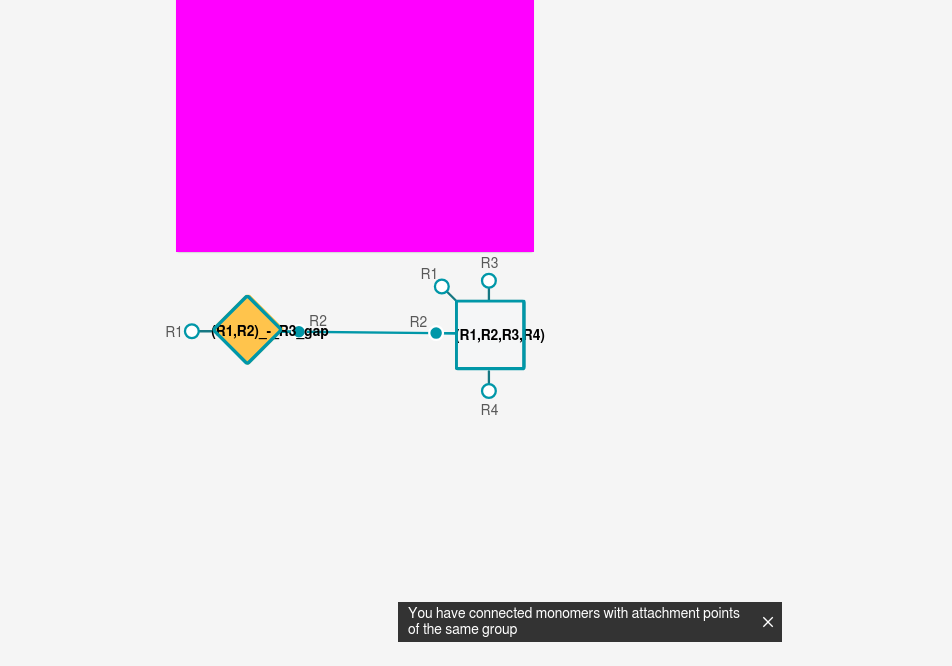 R3
R1
R2
R2
R1
(R1,R2)_-_R3_gap
(R1,R2,R3,R4)
R4
You have connected monomers with attachment points
of the same group